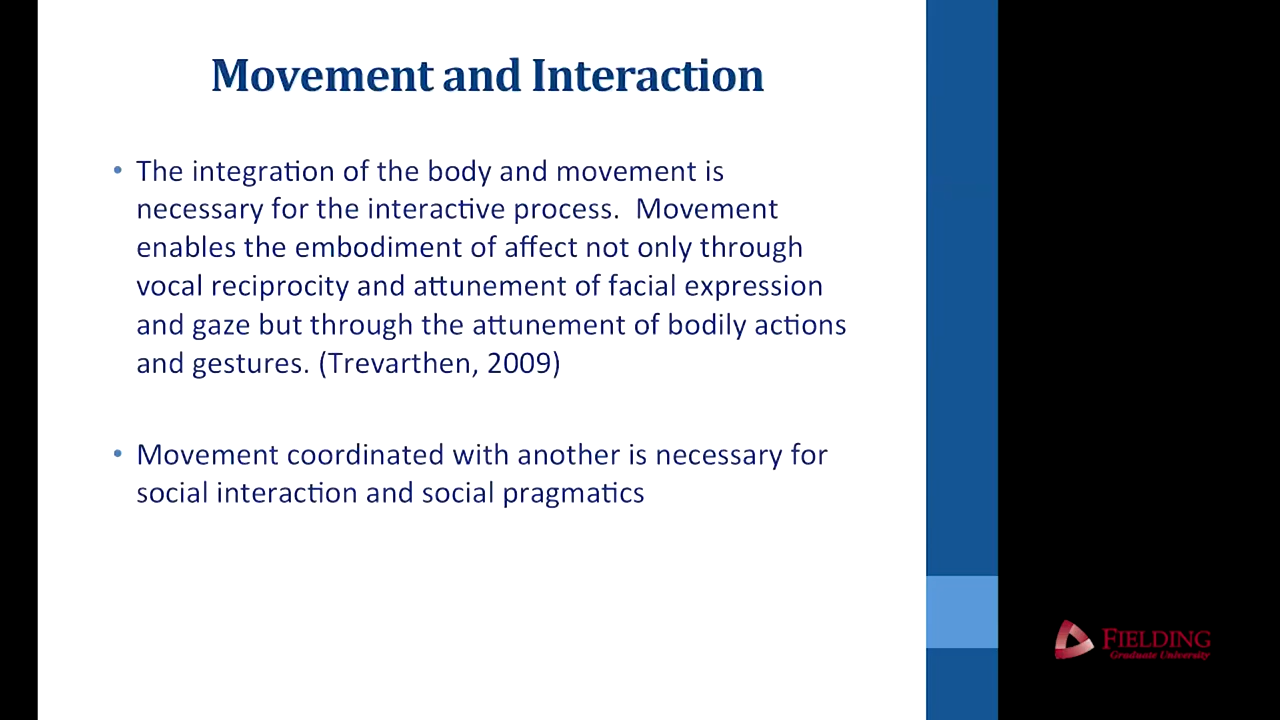 Movement and Interaction
• The integration of the body and movement is
necessary for the interactive process.  Movement
enables the embodiment of affect not only through
vocal reciprocity and attunement of facial expression
and gaze but through the attunement of bodily actions
and gestures. (Trevarthen, 2009)
• Movement coordinated with another is necessary for
social interaction and social pragmatics
FIELDING
Graduate University